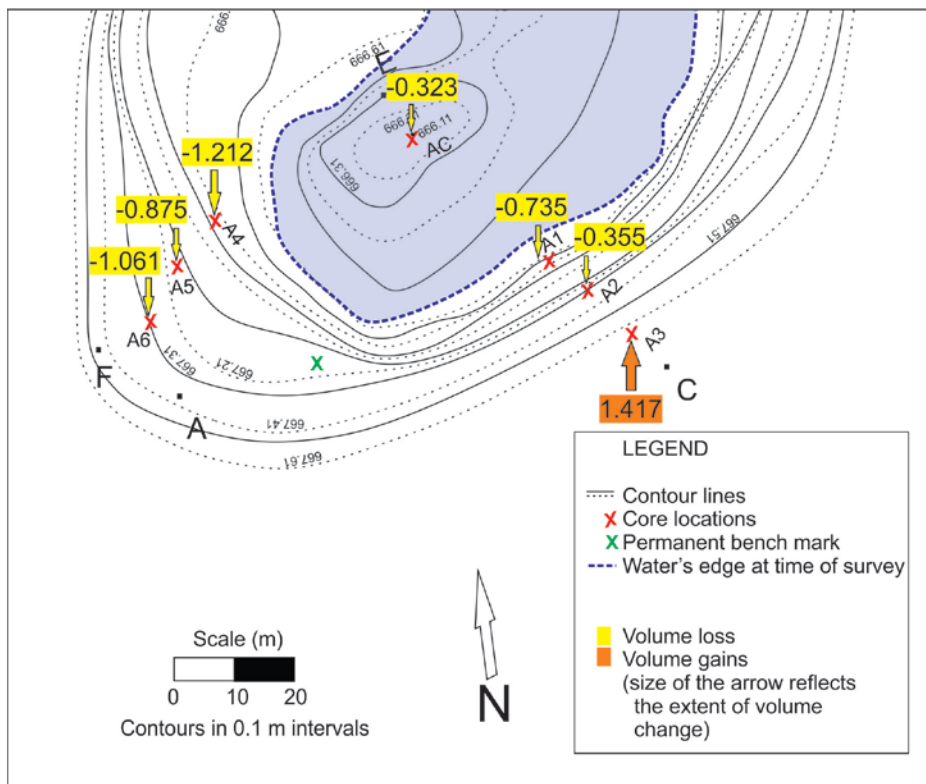 666.
666.61
E
-0.323
666.11
AC
666.31
-1.212
A4
-0.875
A5
-1.061
A6
-0.735
A1
-0.355
A2
667.51
A3
C
1.417
F
667.31
667.21
A
667.41
667.61
LEGEND
Contour lines
Core locations
Permanent bench mark
Water's edge at time of survey
Volume loss
Volume gains
(size of the arrow reflects
the extent of volume
change)
Scale (m)
0 10 20
Contours in 0.1 m intervals
N